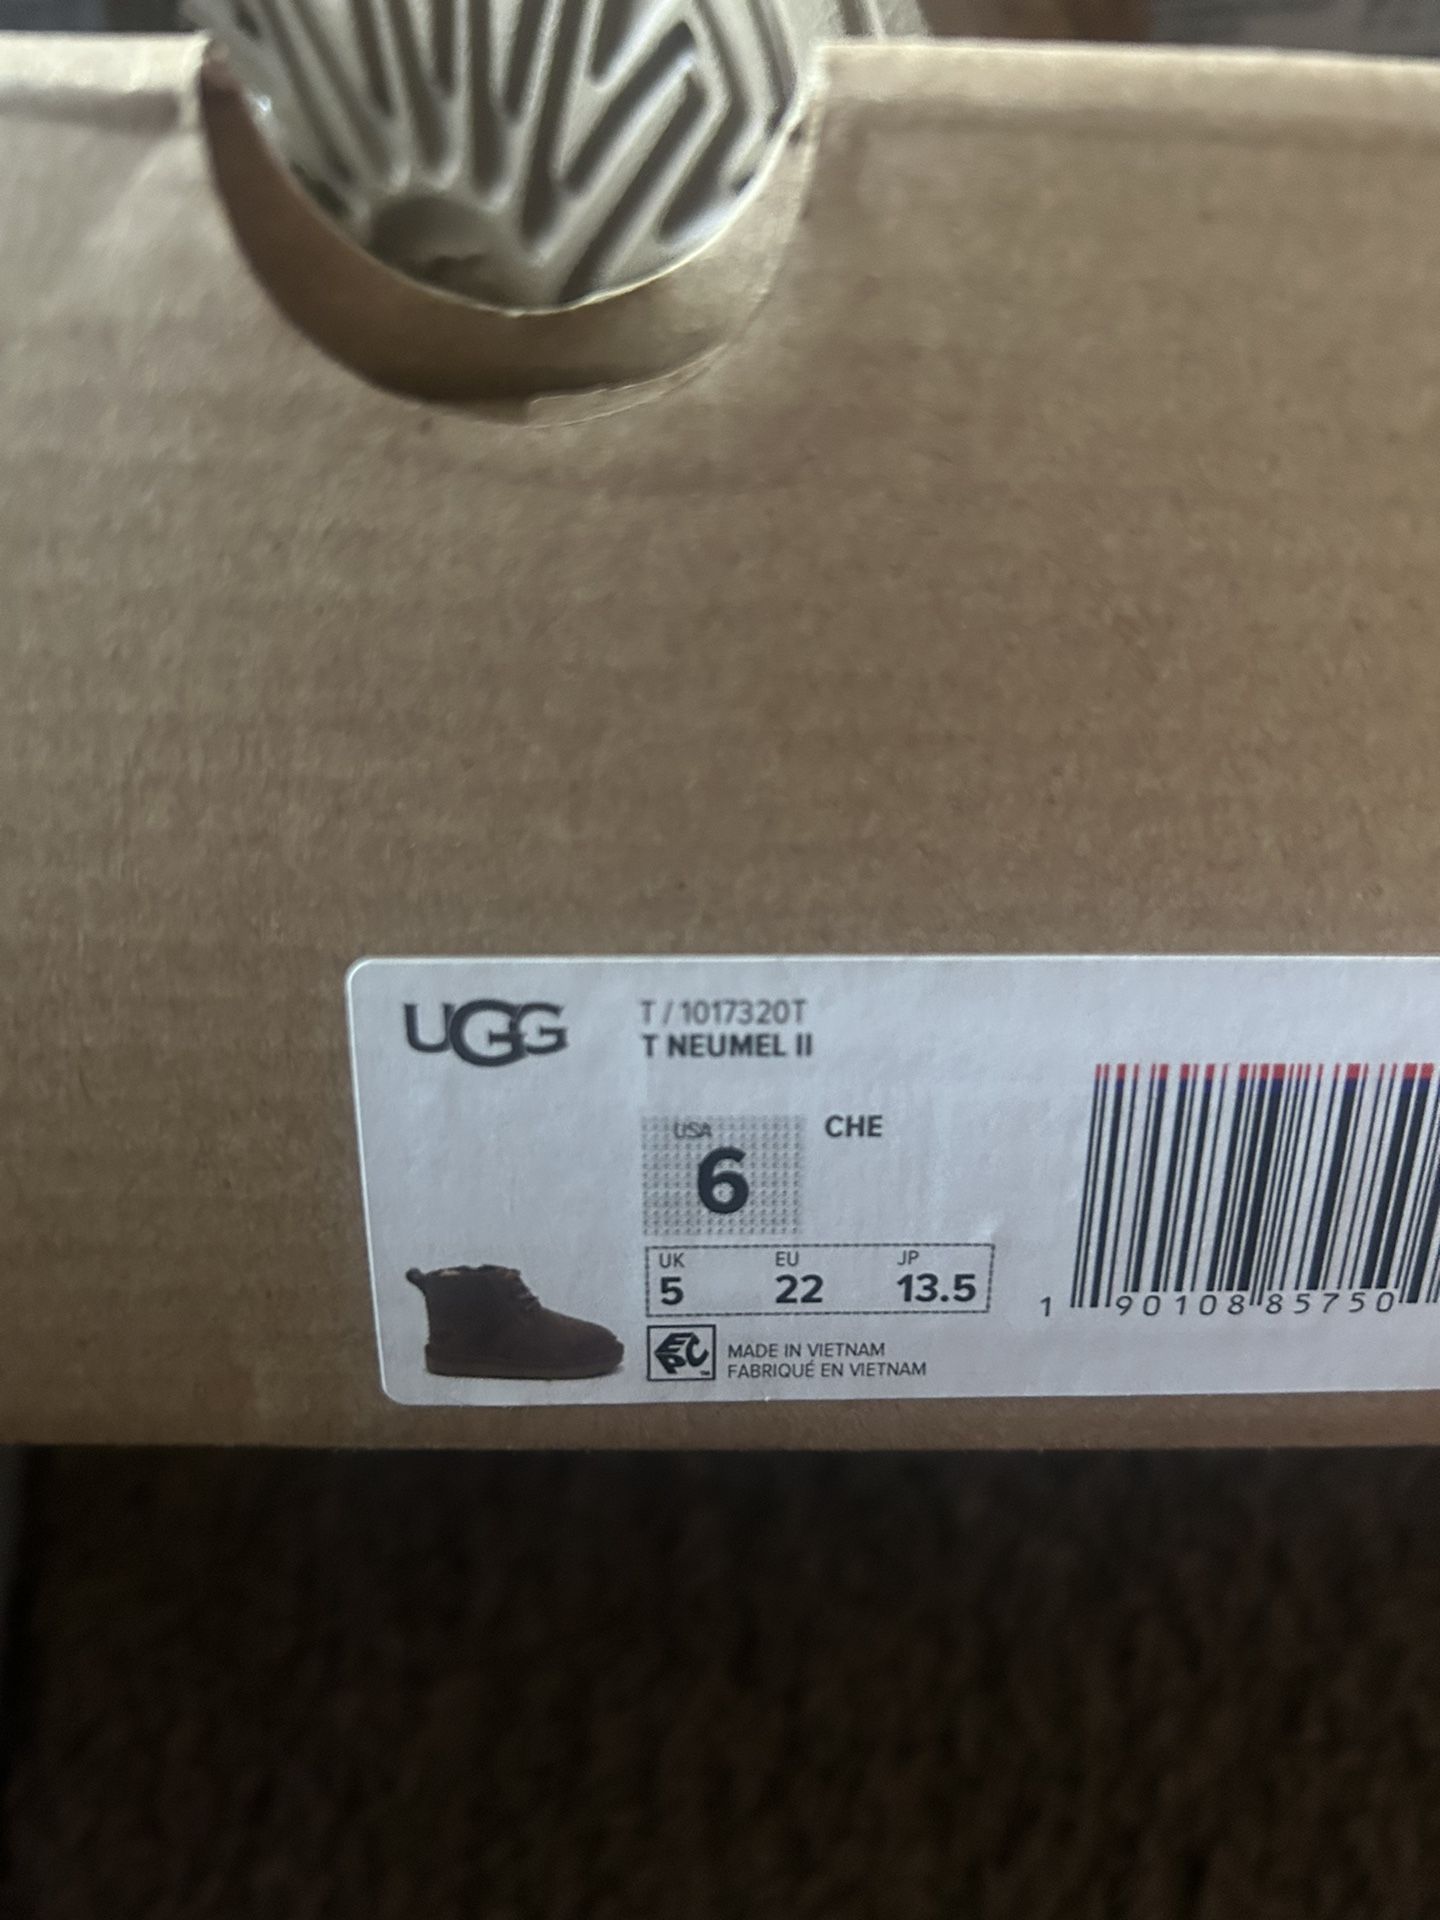 UGG
T / 1017320T
T NEUMEL II
USA
6
CHE
UK EU JP
5 22 13.5
1 90108 85750
EPC
MADE IN VIETNAM
FABRIQUÉ EN VIETNAM